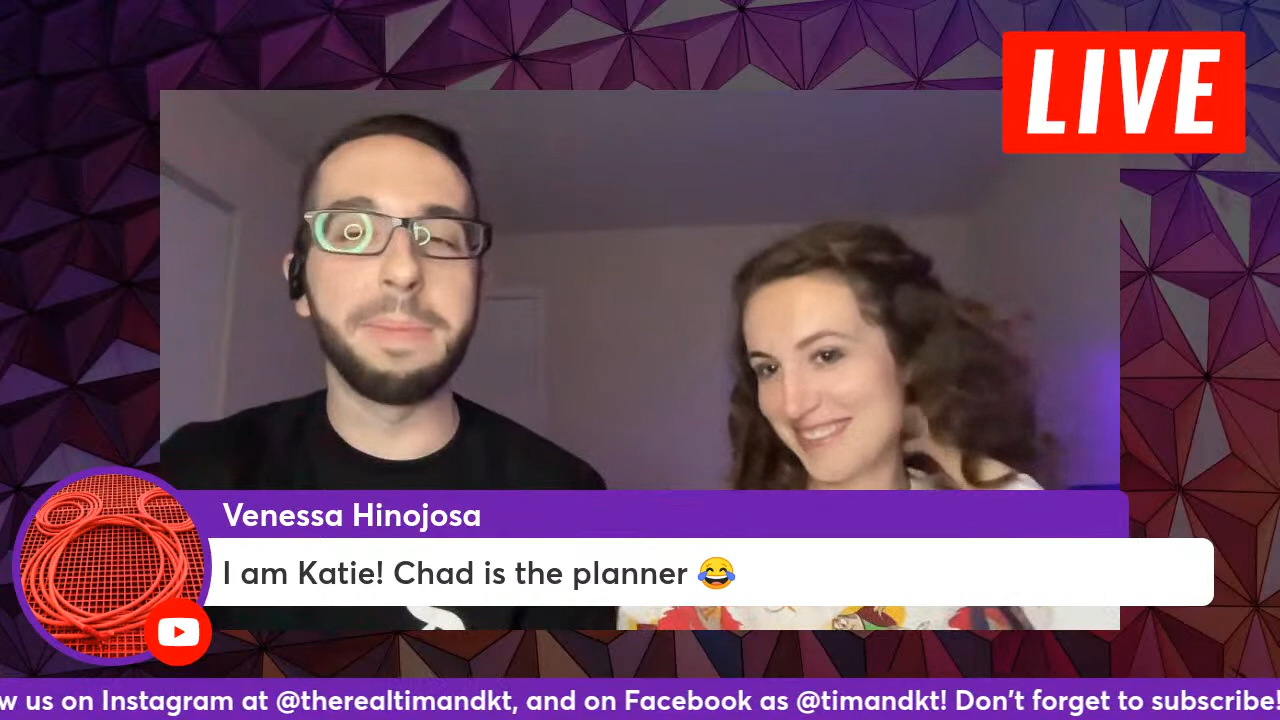 LIVE
Venessa Hinojosa
I am Katie! Chad is the planner 😂
w us on Instagram at @therealtimandkt, and on Facebook as @timandkt! Don't forget to subscribe!